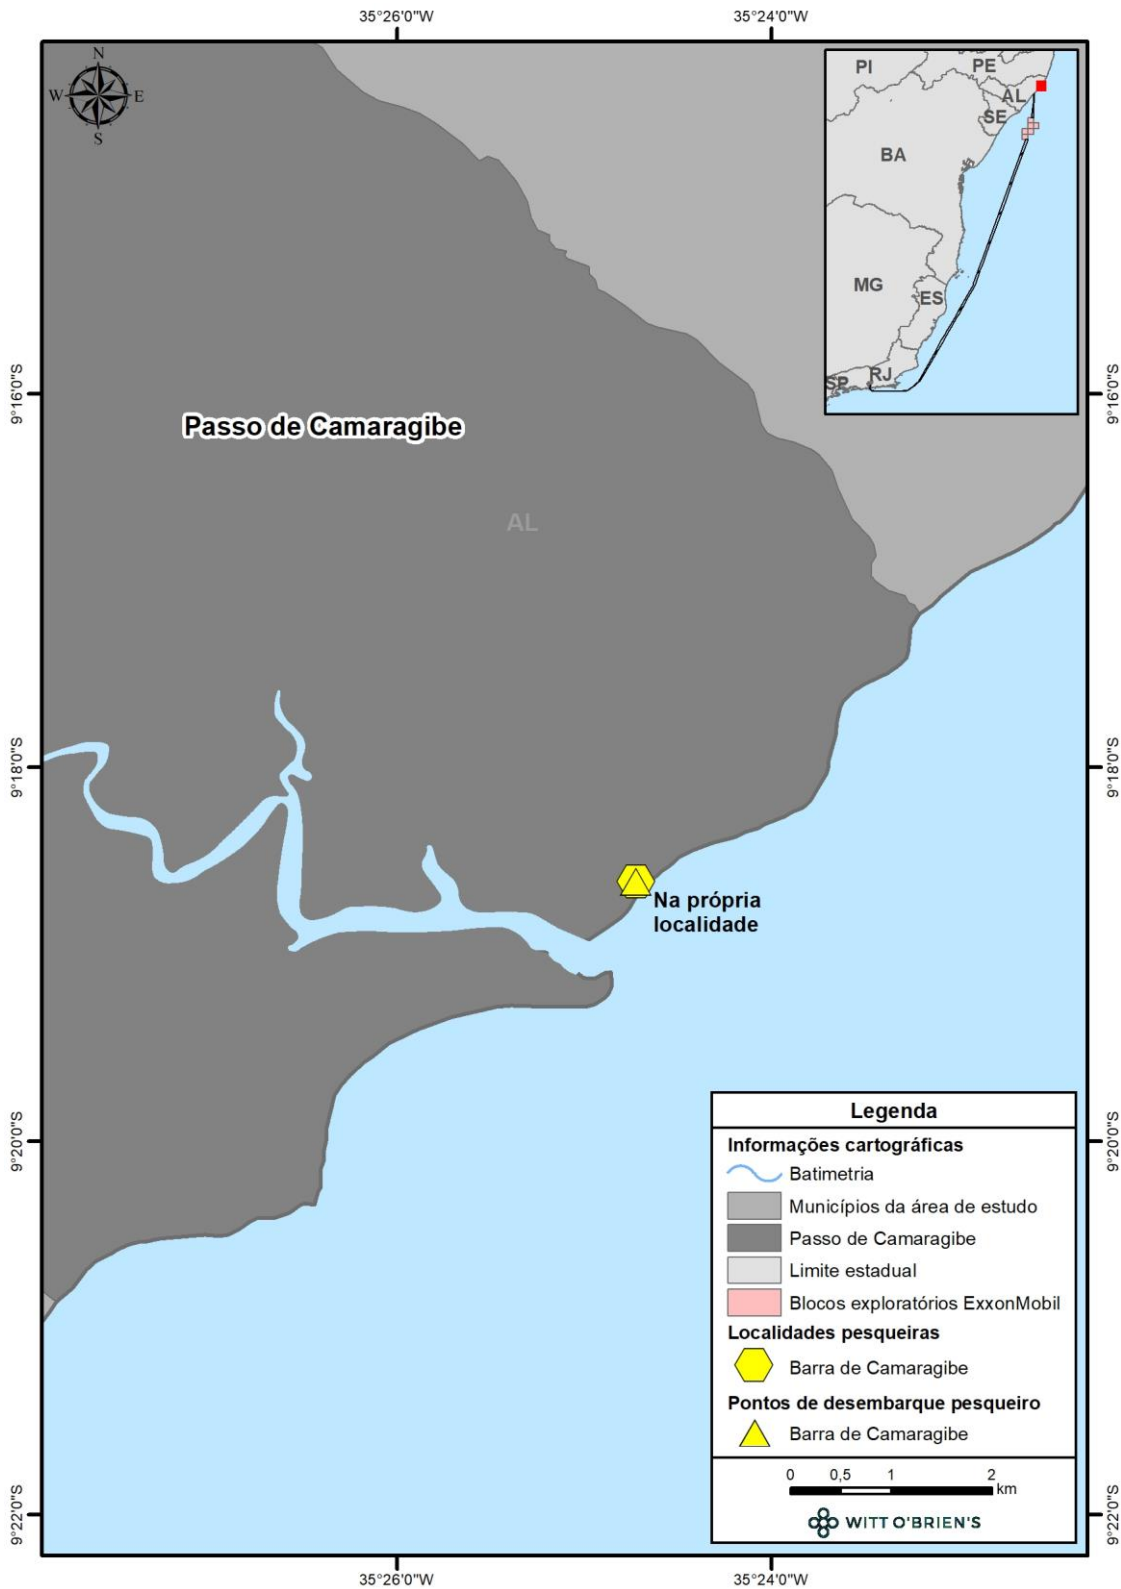 35°26'0"W
35°24'0"W
N
W
E
S
PI
PE
AL
SE
BA
MG
ES
RJ
SP
9°16'0"S
9°16'0"S
Passo de Camaragibe
AL
9°18'0"S
9°18'0"S
Na própria
localidade
9°20'0"S
9°20'0"S
Legenda
Informações cartográficas
Batimetria
Municípios da área de estudo
Passo de Camaragibe
Limite estadual
Blocos exploratórios ExxonMobil
Localidades pesqueiras
Barra de Camaragibe
Pontos de desembarque pesqueiro
Barra de Camaragibe
0 0,5 1 2
km
WITT O'BRIEN'S
9°22'0"S
9°22'0"S
35°26'0"W
35°24'0"W